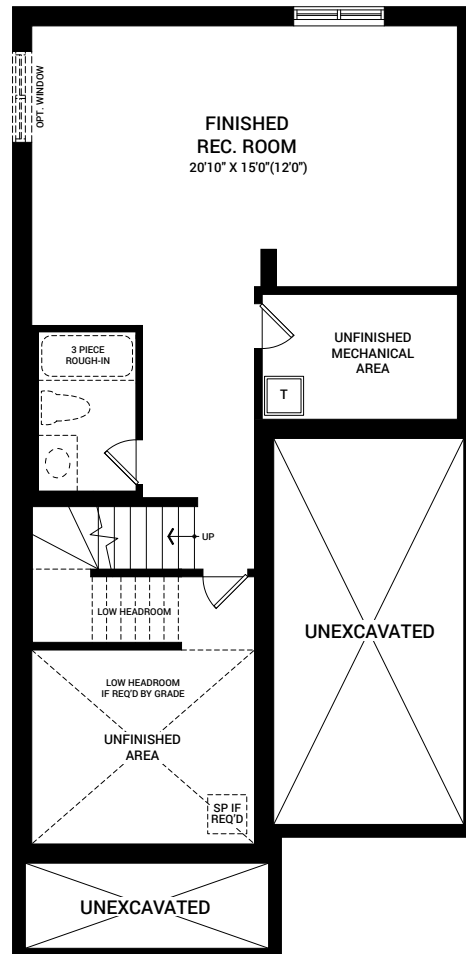 OPT. WINDOW
FINISHED
REC. ROOM
20'10" X 15'0"(12'0")
3 PIECE
ROUGH-IN
UNFINISHED
MECHANICAL
AREA
T
UP
LOW HEADROOM
UNEXCAVATED
LOW HEADROOM
IF REQ'D BY GRADE
UNFINISHED
AREA
SP IF
REQ'D
UNEXCAVATED